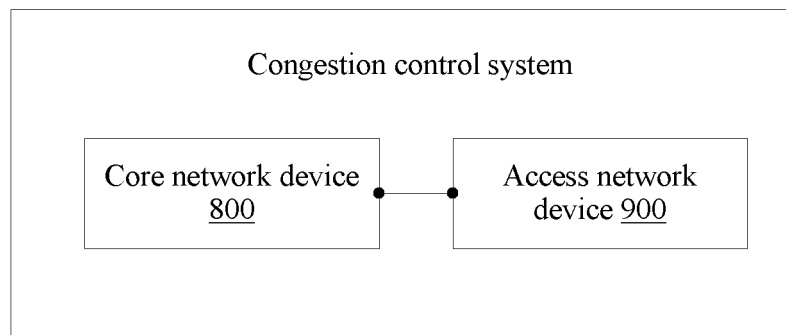 Congestion control system
Core network device
800
Access network
device 900